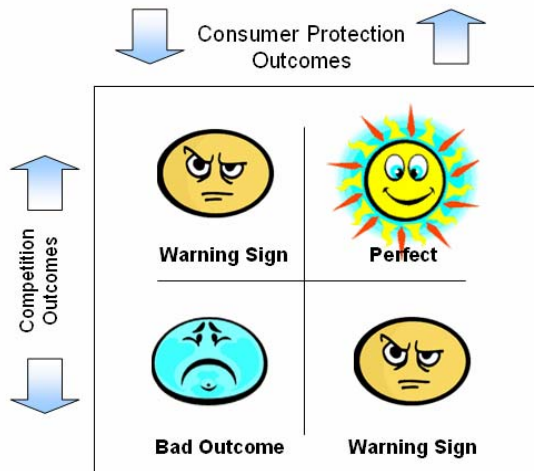 Consumer Protection
Outcomes
Competition
Outcomes
Warning Sign
Perfect
Bad Outcome
Warning Sign